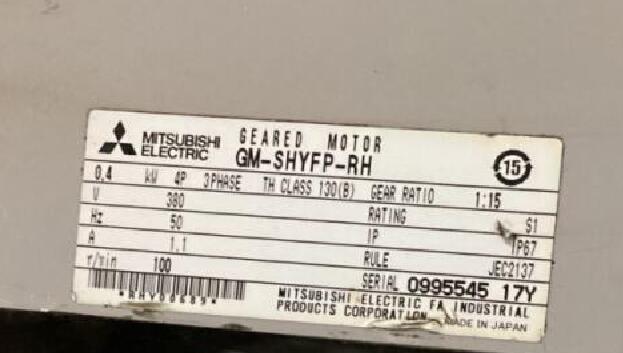 MITSUBISHI ELECTRIC GEARED MOTOR
GM-SHYFP-RH 15
0.4 kW 4P 3PHASE TH CLASS 130(B) GEAR RATIO 1:15
V 380 RATING S1
Hz 50 IP IP67
A 1.1 RULE JEC2137
r/min 100 SERIAL 0995545 17Y
MITSUBISHI ELECTRIC FA INDUSTRIAL
PRODUCTS CORPORATION MADE IN JAPAN